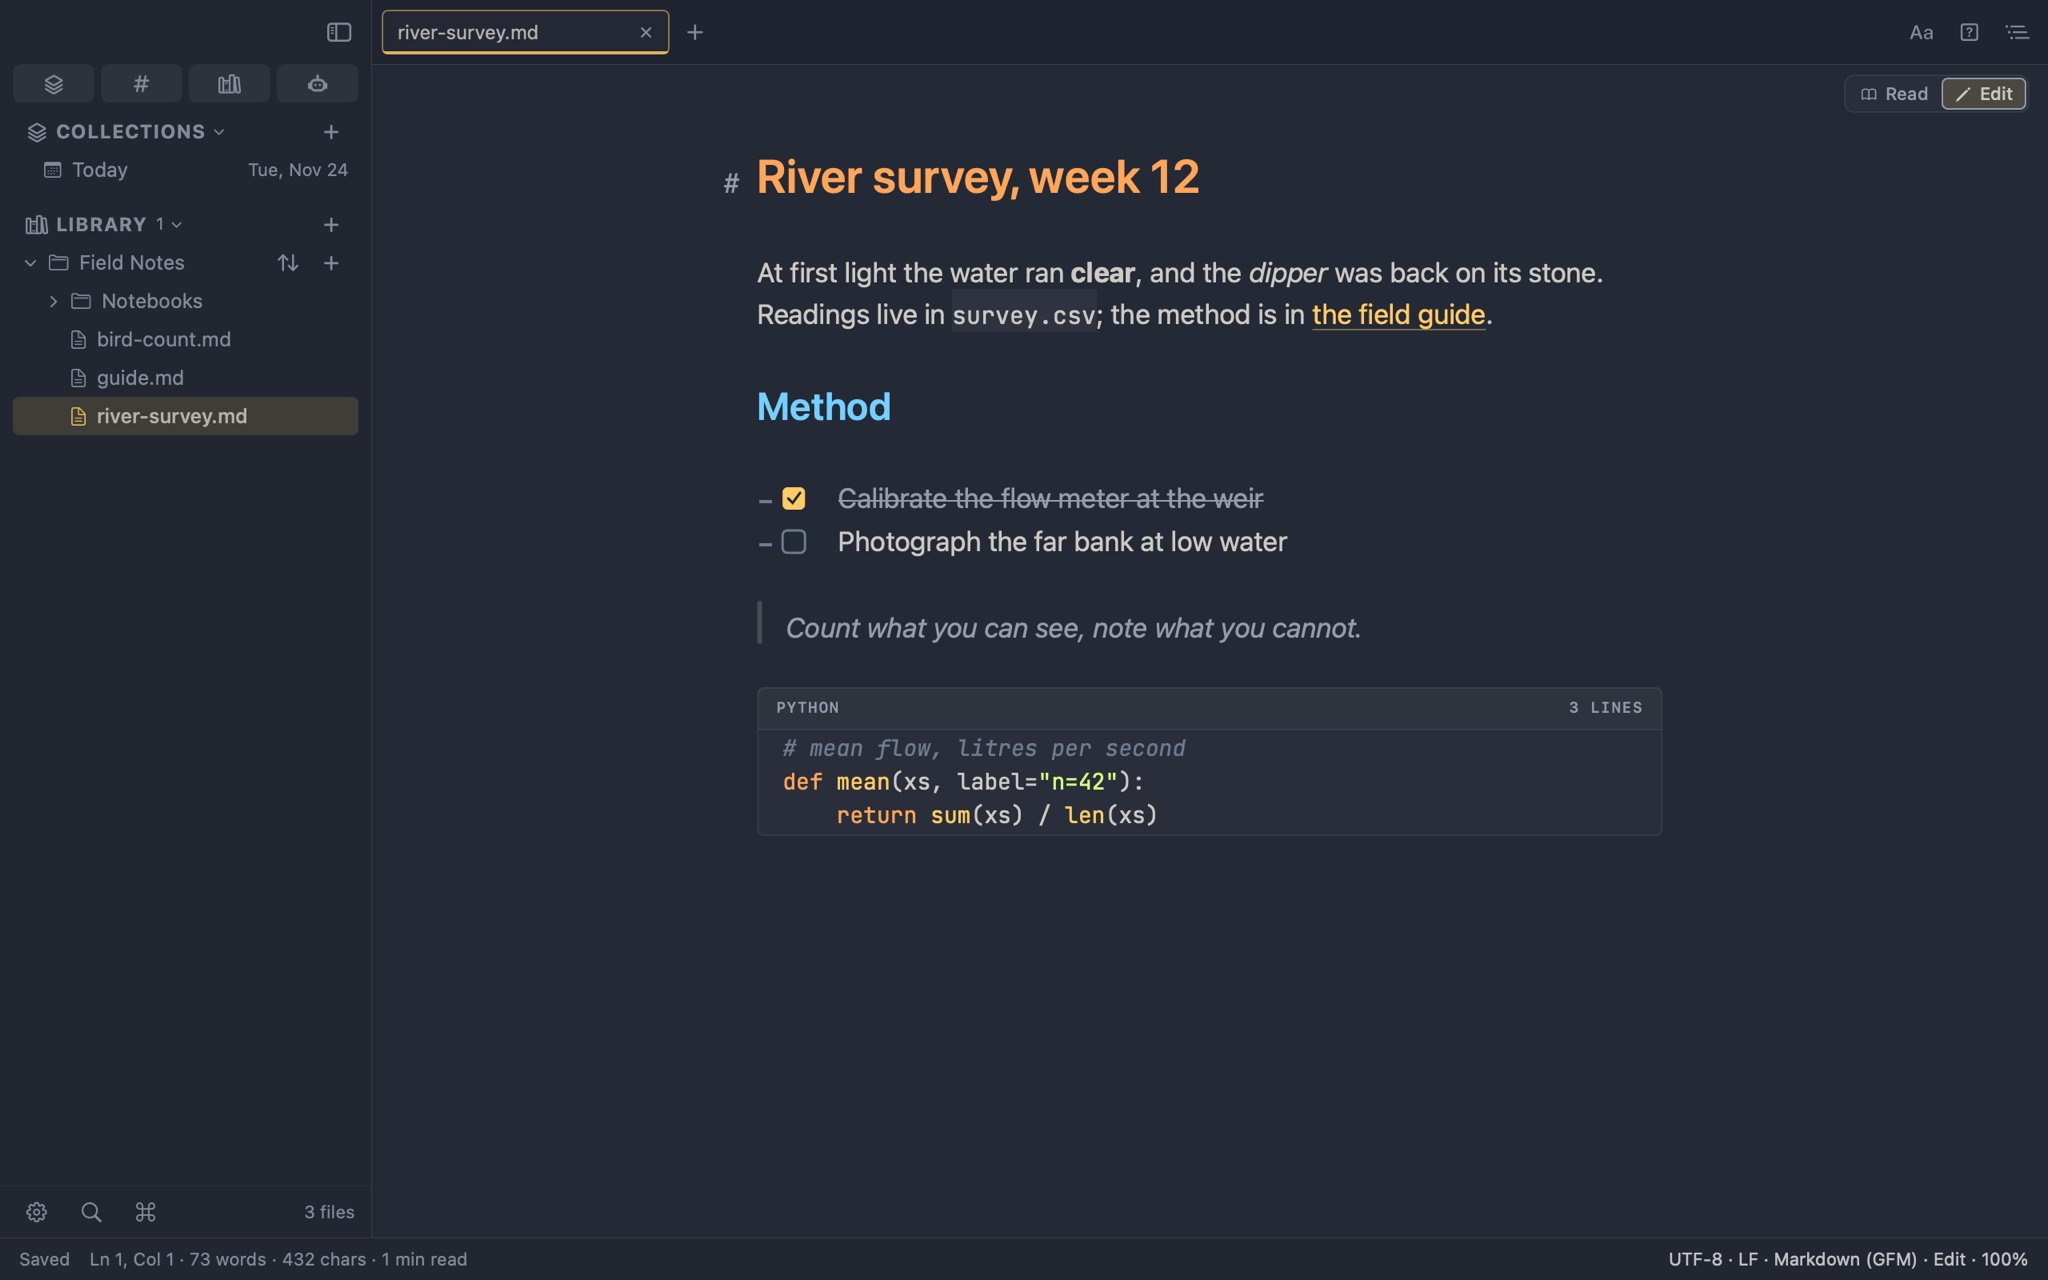 river-survey.md
Aa
Read
Edit
COLLECTIONS
Today Tue, Nov 24
LIBRARY 1
Field Notes
Notebooks
bird-count.md
guide.md
river-survey.md
# River survey, week 12
At first light the water ran clear, and the dipper was back on its stone.
Readings live in survey.csv; the method is in the field guide.
Method
– Calibrate the flow meter at the weir
– Photograph the far bank at low water
Count what you can see, note what you cannot.
PYTHON 3 LINES
# mean flow, litres per second
def mean(xs, label="n=42"):
    return sum(xs) / len(xs)
3 files
Saved Ln 1, Col 1 · 73 words · 432 chars · 1 min read
UTF-8 · LF · Markdown (GFM) · Edit · 100%